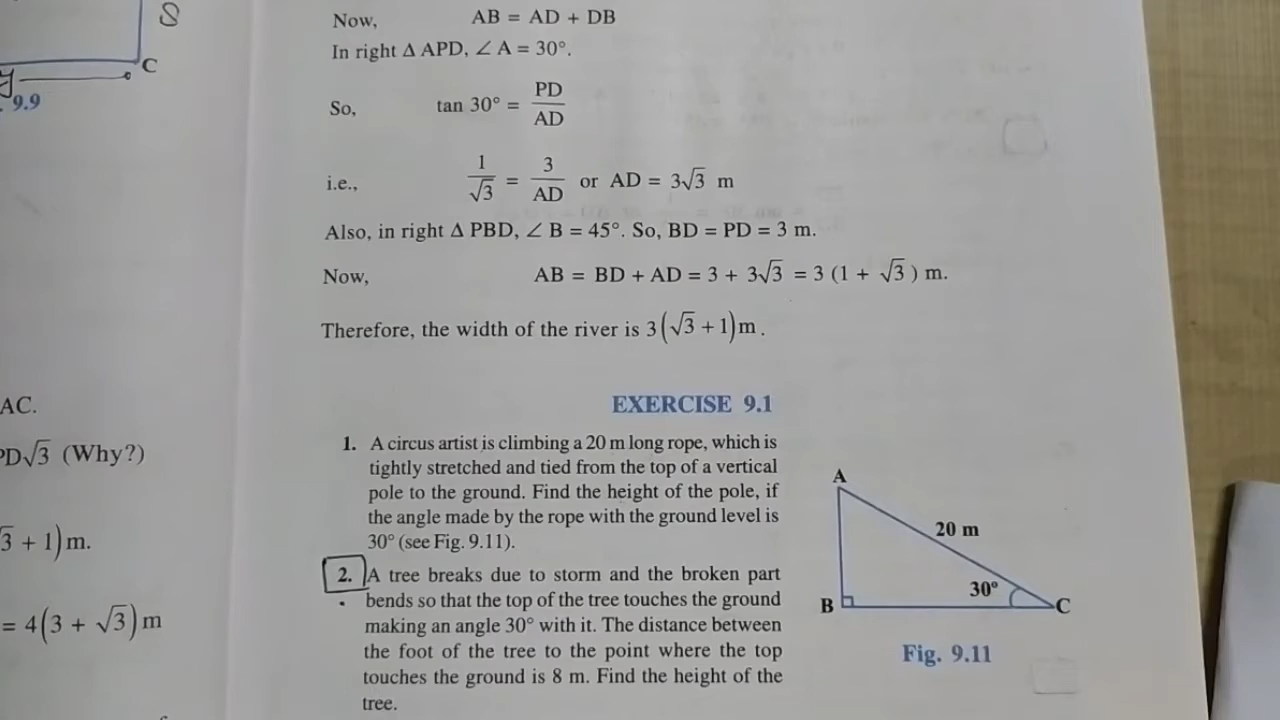 S
C
9.9
AC.
PD√3 (Why?)
√3 + 1) m.
= 4(3 + √3) m
Now, AB = AD + DB
In right Δ APD, ∠ A = 30°.
So, tan 30° = PD/AD
i.e., 1/√3 = 3/AD or AD = 3√3 m
Also, in right Δ PBD, ∠ B = 45°. So, BD = PD = 3 m.
Now, AB = BD + AD = 3 + 3√3 = 3 (1 + √3) m.
Therefore, the width of the river is 3(√3 + 1) m.
EXERCISE 9.1
1. A circus artist is climbing a 20 m long rope, which is
tightly stretched and tied from the top of a vertical
pole to the ground. Find the height of the pole, if
the angle made by the rope with the ground level is
30° (see Fig. 9.11).
2. A tree breaks due to storm and the broken part
bends so that the top of the tree touches the ground
making an angle 30° with it. The distance between
the foot of the tree to the point where the top
touches the ground is 8 m. Find the height of the
tree.
A
20 m
30°
B
C
Fig. 9.11